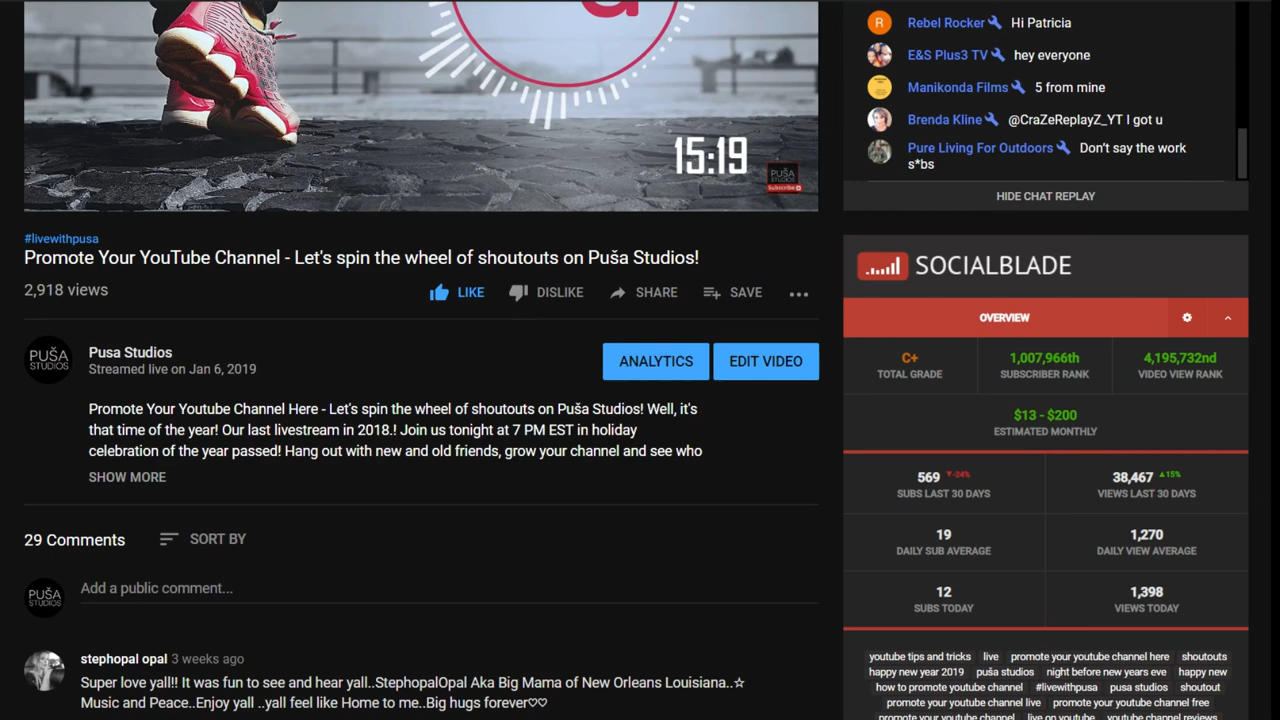 15:19
PUŠA
STUDIOS
Subscribe
#livewithpusa
Promote Your YouTube Channel - Let's spin the wheel of shoutouts on Puša Studios!
2,918 views
LIKE
DISLIKE
SHARE
SAVE
PUŠA
STUDIOS
Pusa Studios
Streamed live on Jan 6, 2019
ANALYTICS
EDIT VIDEO
Promote Your Youtube Channel Here - Let's spin the wheel of shoutouts on Puša Studios! Well, it's
that time of the year! Our last livestream in 2018.! Join us tonight at 7 PM EST in holiday
celebration of the year passed! Hang out with new and old friends, grow your channel and see who
SHOW MORE
29 Comments
SORT BY
PUŠA
STUDIOS
Add a public comment...
stephopal opal 3 weeks ago
Super love yall!! It was fun to see and hear yall..StephopalOpal Aka Big Mama of New Orleans Louisiana..☆
Music and Peace..Enjoy yall ..yall feel like Home to me..Big hugs forever♡♡
R Rebel Rocker Hi Patricia
E&S Plus3 TV hey everyone
Manikonda Films 5 from mine
Brenda Kline @CraZeReplayZ_YT I got u
Pure Living For Outdoors Don't say the work
s*bs
HIDE CHAT REPLAY
SOCIALBLADE
OVERVIEW
C+ 1,007,966th 4,195,732nd
TOTAL GRADE SUBSCRIBER RANK VIDEO VIEW RANK
$13 - $200
ESTIMATED MONTHLY
569 ▼-24% 38,467 ▲15%
SUBS LAST 30 DAYS VIEWS LAST 30 DAYS
19 1,270
DAILY SUB AVERAGE DAILY VIEW AVERAGE
12 1,398
SUBS TODAY VIEWS TODAY
youtube tips and tricks live promote your youtube channel here shoutouts
happy new year 2019 puša studios night before new years eve happy new
how to promote youtube channel #livewithpusa pusa studios shoutout
promote your youtube channel live promote your youtube channel free
promote your youtube channel live on youtube youtube channel reviews